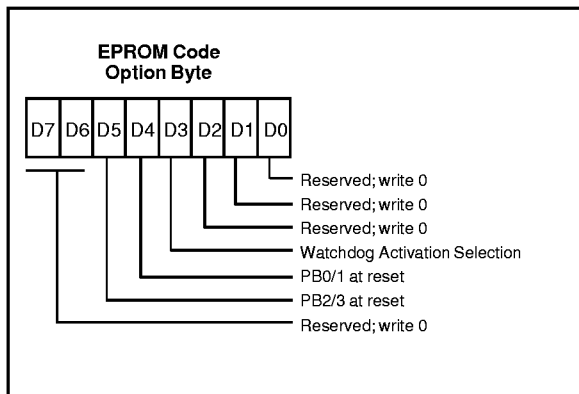 EPROM Code
Option Byte
D7 D6 D5 D4 D3 D2 D1 D0
Reserved; write 0
Reserved; write 0
Reserved; write 0
Watchdog Activation Selection
PB0/1 at reset
PB2/3 at reset
Reserved; write 0